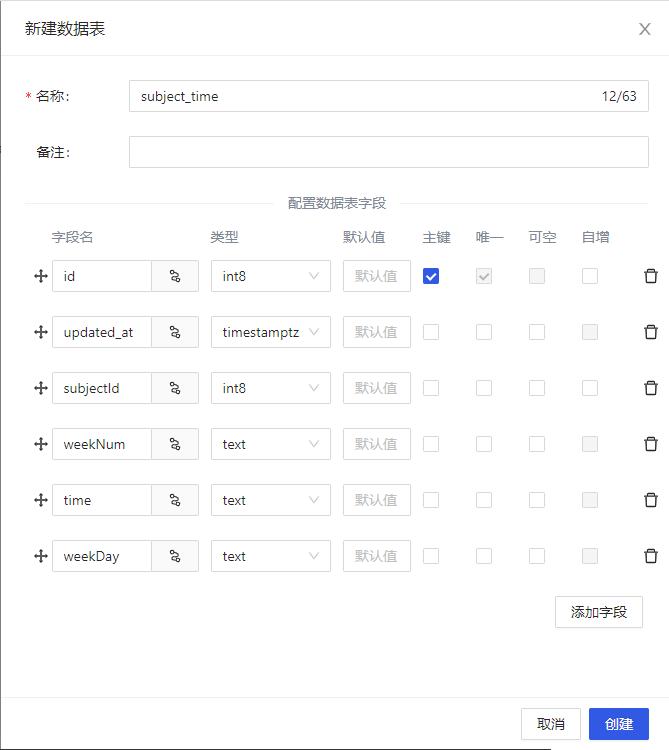 新建数据表
* 名称：
subject_time 12/63
备注：
配置数据表字段
字段名 类型 默认值 主键 唯一 可空 自增
id int8 默认值
updated_at timestamptz 默认值
subjectId int8 默认值
weekNum text 默认值
time text 默认值
weekDay text 默认值
添加字段
取消 创建